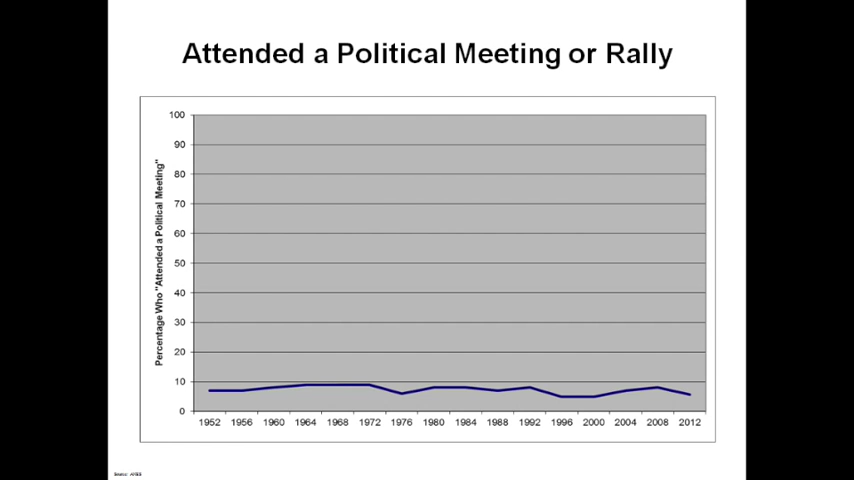 Attended a Political Meeting or Rally
Percentage Who "Attended a Political Meeting"
100
90
80
70
60
50
40
30
20
10
0
1952 1956 1960 1964 1968 1972 1976 1980 1984 1988 1992 1996 2000 2004 2008 2012
Source: